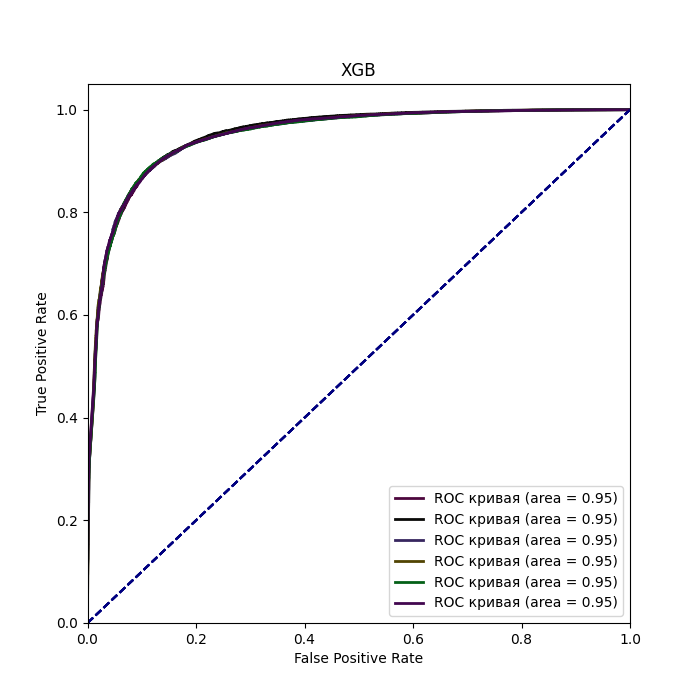 XGB
1.0
0.8
0.6
0.4
0.2
0.0
True Positive Rate
ROC кривая (area = 0.95)
ROC кривая (area = 0.95)
ROC кривая (area = 0.95)
ROC кривая (area = 0.95)
ROC кривая (area = 0.95)
ROC кривая (area = 0.95)
0.0 0.2 0.4 0.6 0.8 1.0
False Positive Rate